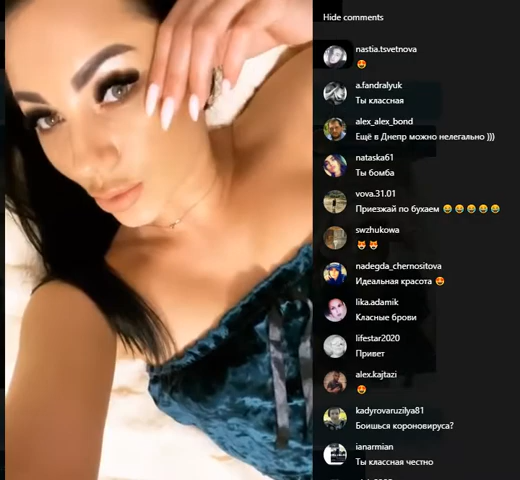 Hide comments
nastia.tsvetnova
😍
a.fandralyuk
Ты классная
alex_alex_bond
Ещё в Днепр можно нелегально )))
nataska61
Ты бомба
vova.31.01
Приезжай по бухаем 😂😂😂😂😂
swzhukowa
😻😻
nadegda_chernositova
Идеальная красота 😍
lika.adamik
Класные брови
lifestar2020
Привет
alex.kajtazi
😍
kadyrovaruzilya81
Боишься короновируса?
ianarmian
Ты классная честно